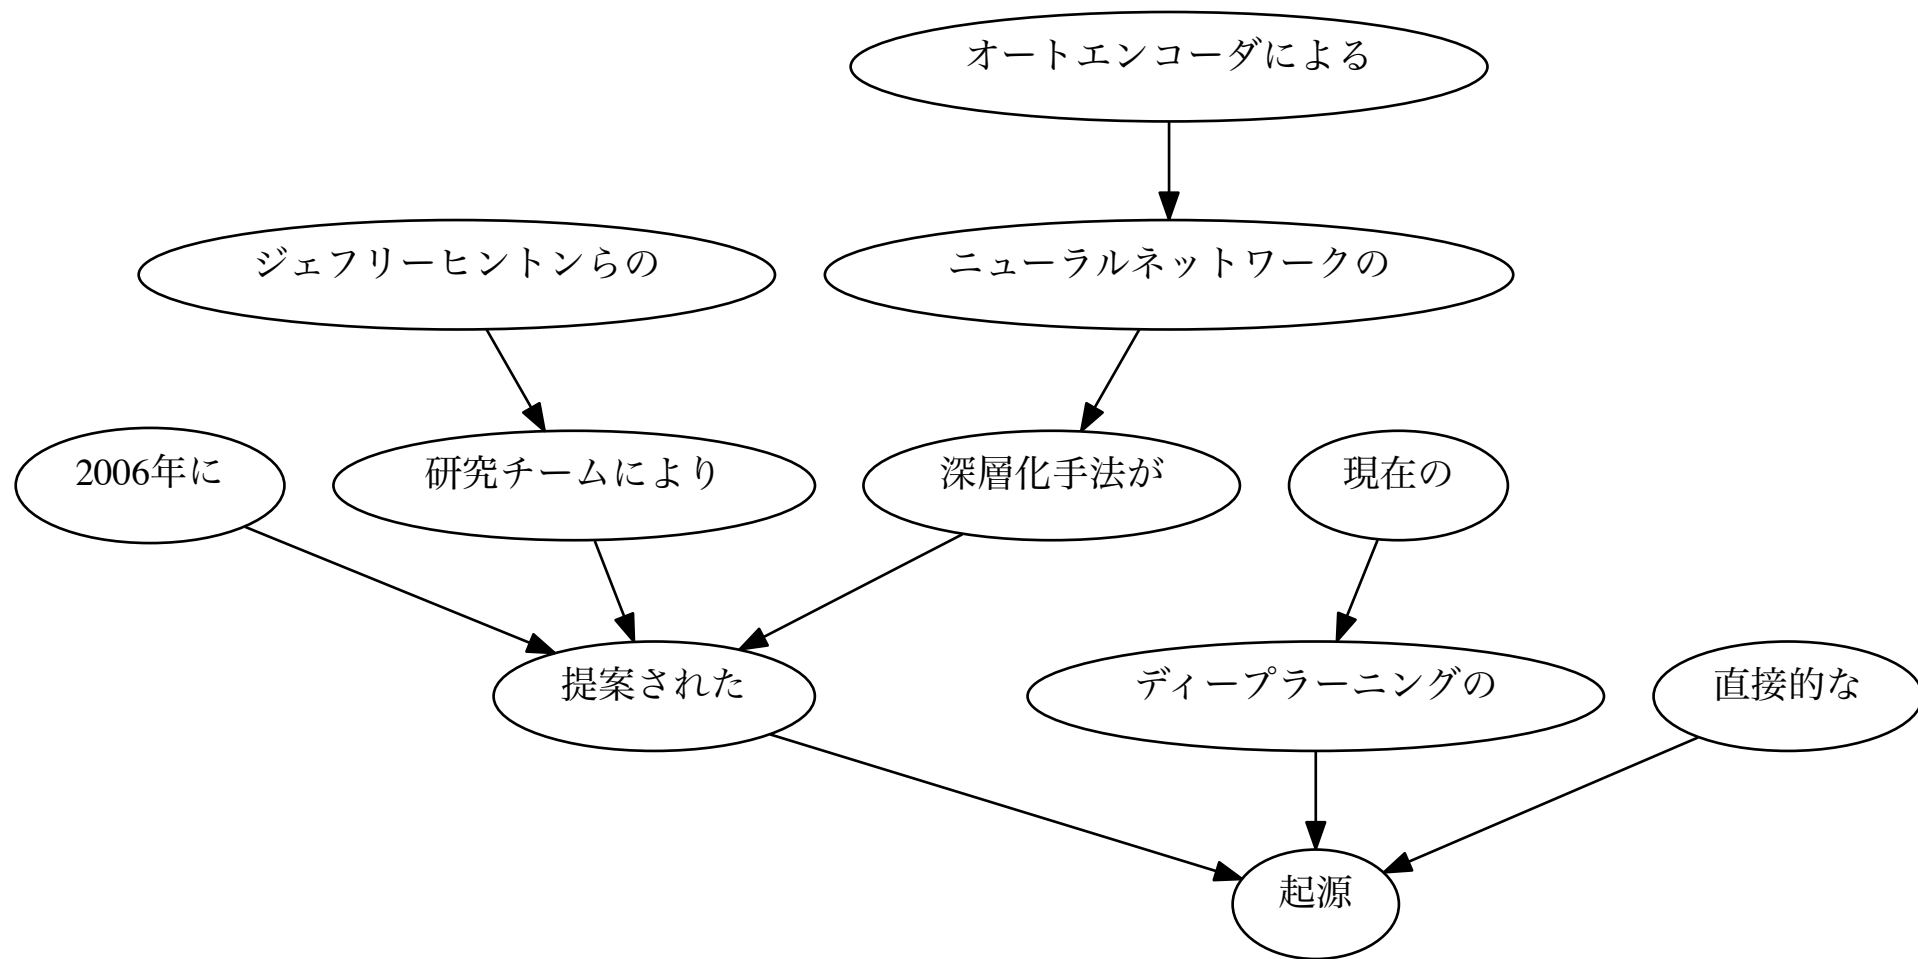 オートエンコーダによる
ジェフリーヒントンらの
ニューラルネットワークの
2006年に
研究チームにより
深層化手法が
現在の
提案された
ディープラーニングの
直接的な
起源